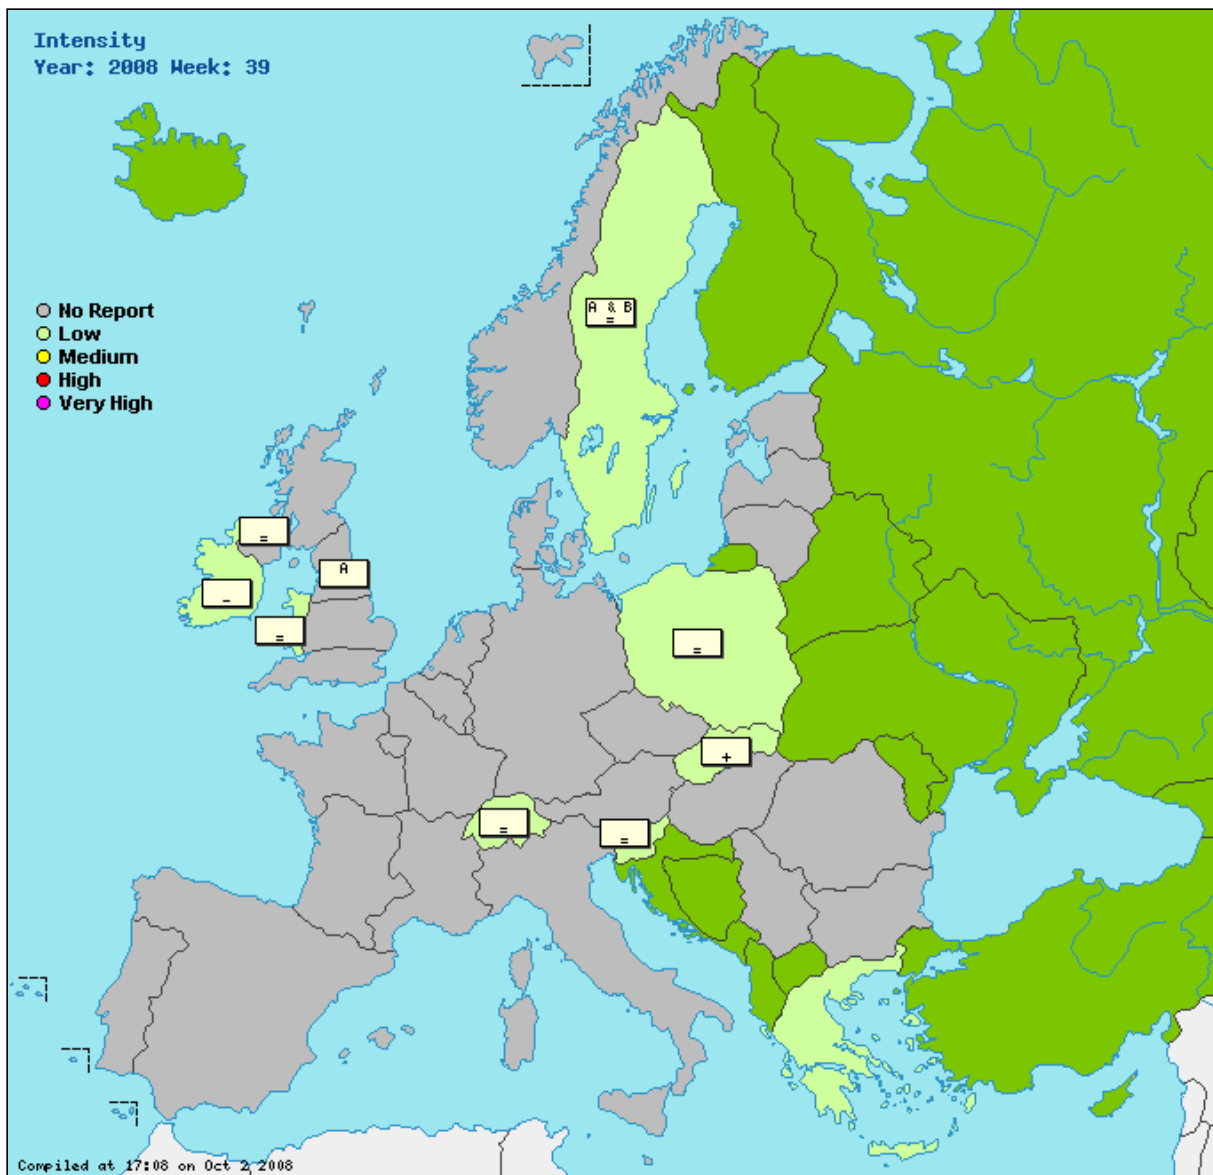 Intensity
Year: 2008 Week: 39
A & B
=
No Report
Low
Medium
High
Very High
=
A
-
=
=
+
=
=
Compiled at 17:08 on Oct 2 2008